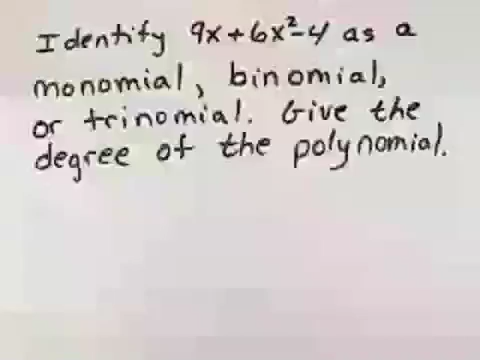 Identify 9x+6x²-4 as a
monomial, binomial,
or trinomial. Give the
degree of the polynomial.